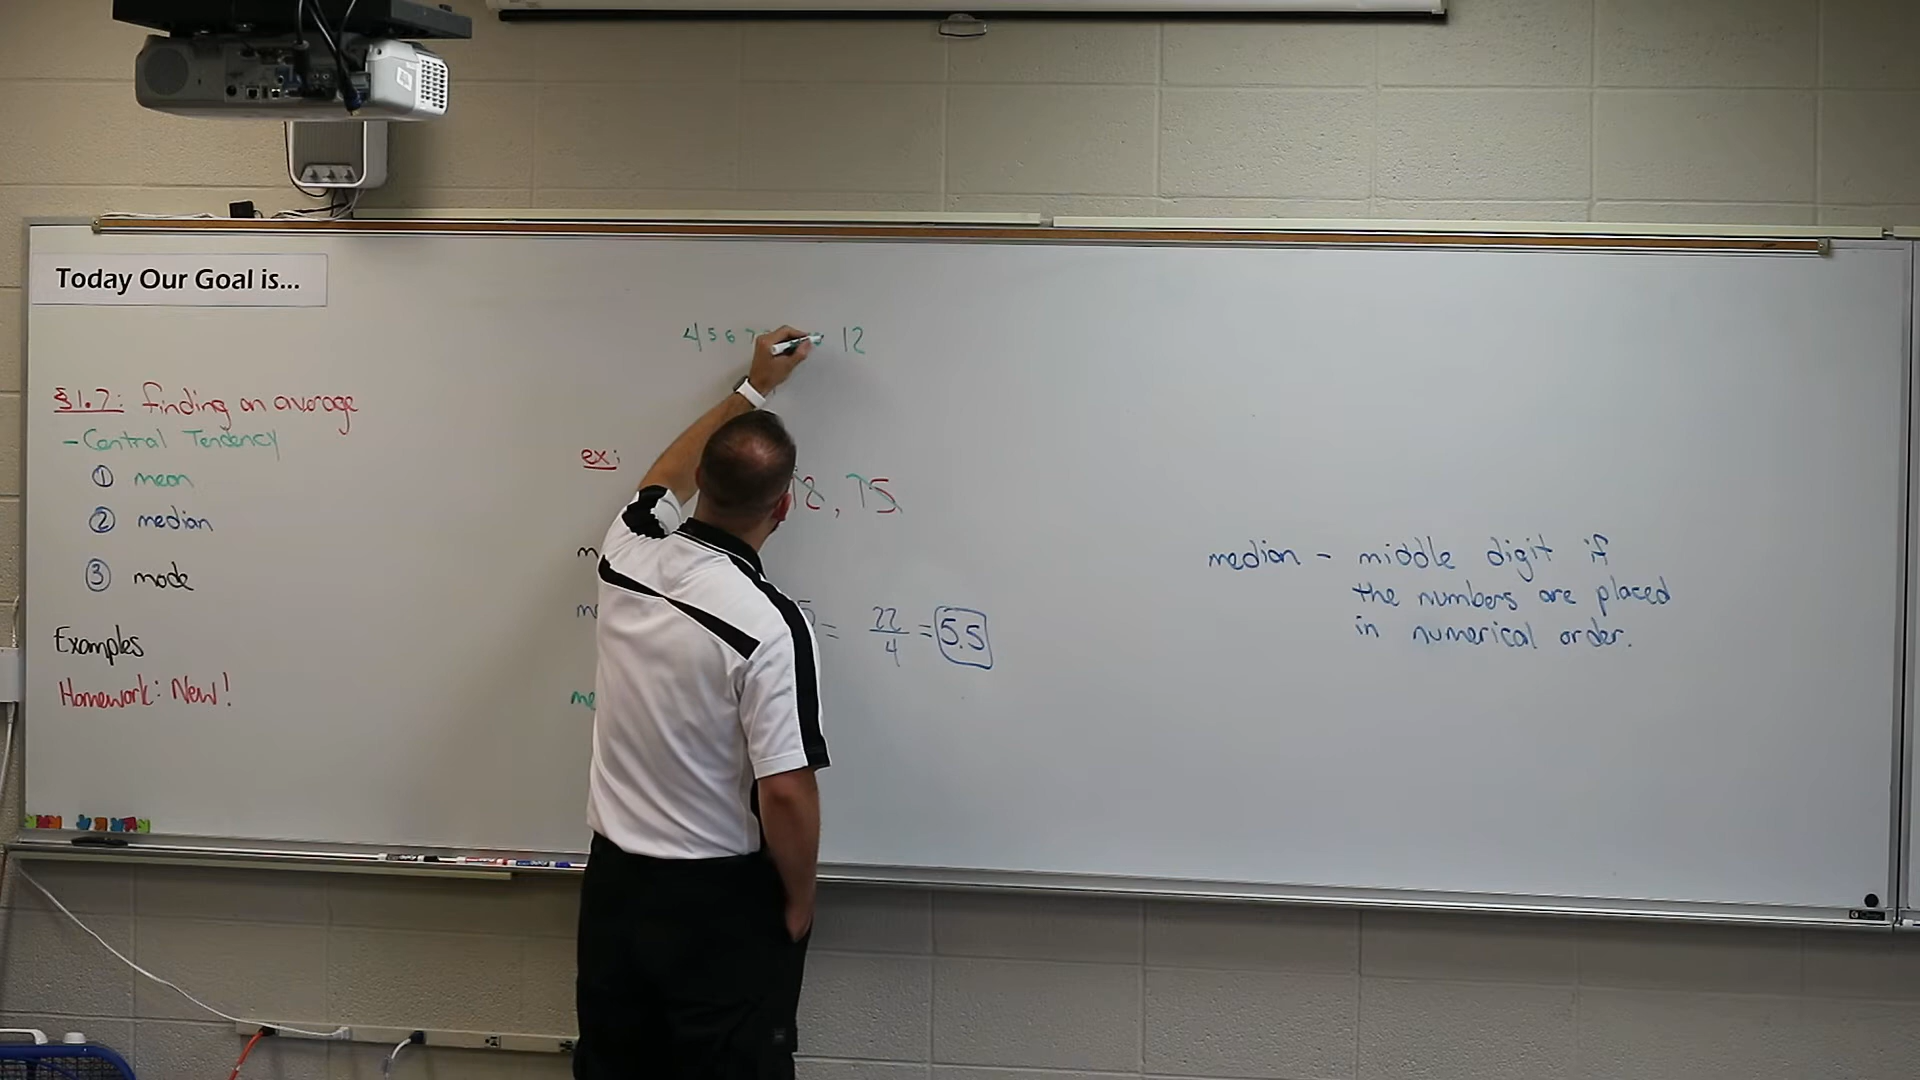 Today Our Goal is...
4 5 6 7 12
§1.7: finding an average
- Central Tendency
① mean
② median
③ mode
Examples
Homework: New!
ex:
18, 75
= 22/4 = 5.5
median - middle digit if
the numbers are placed
in numerical order.